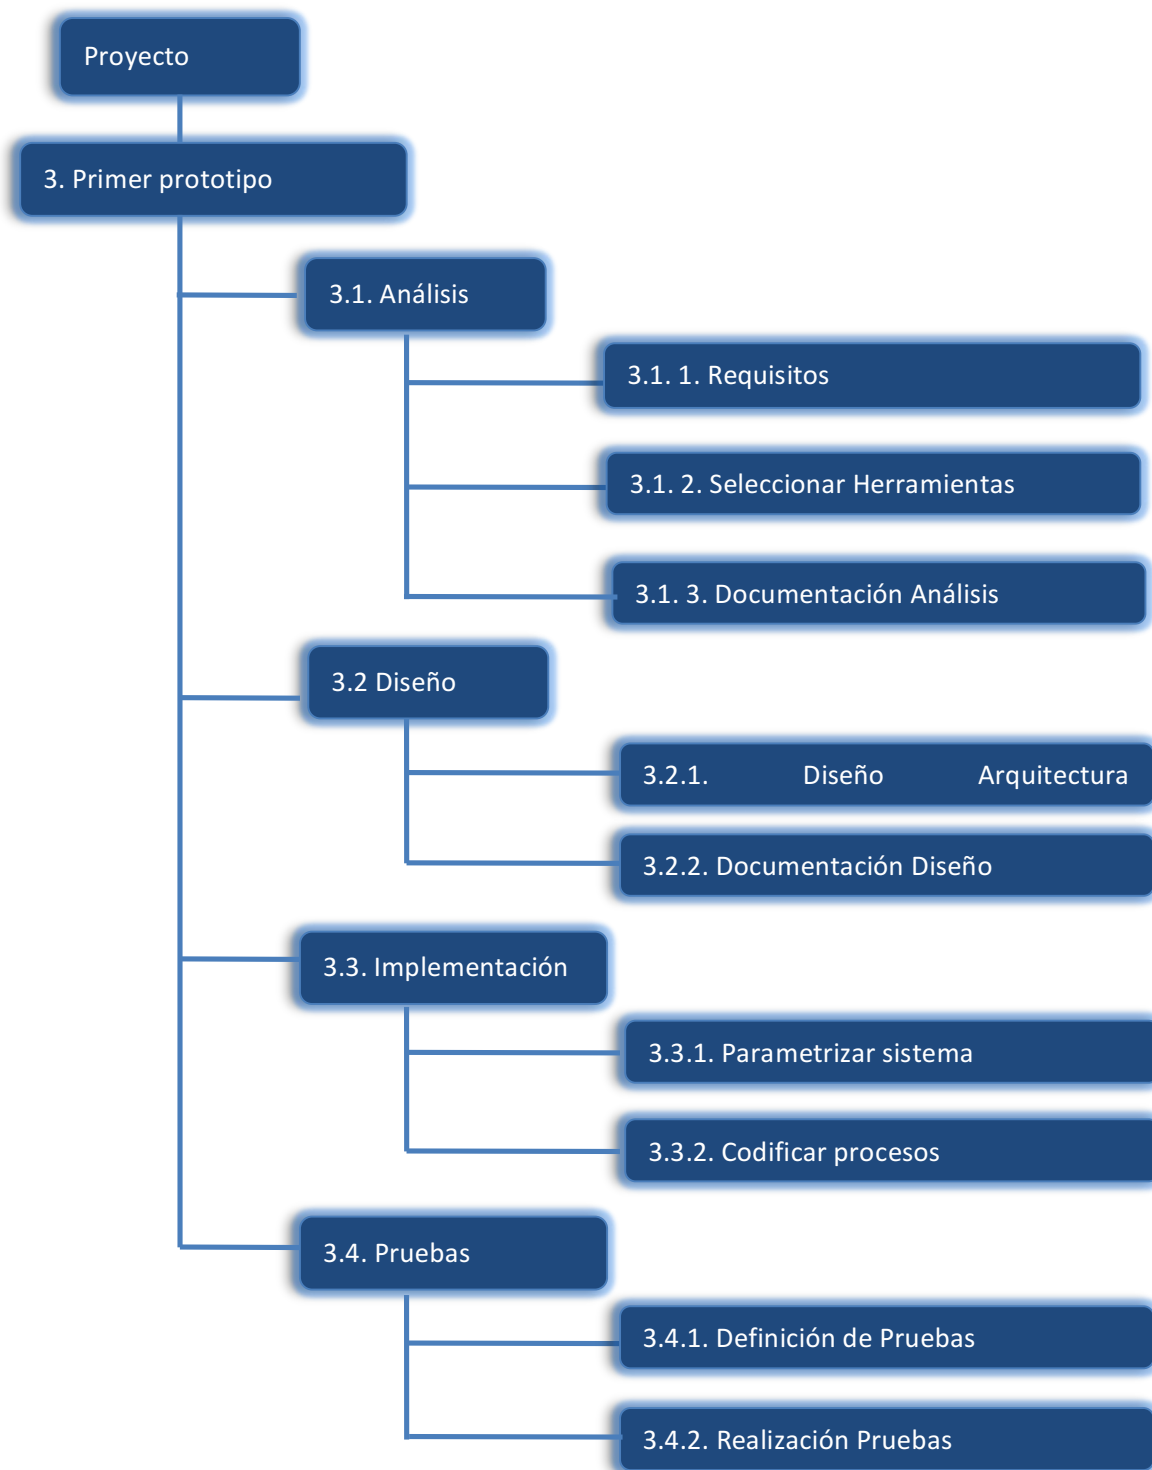 Proyecto
3. Primer prototipo
3.1. Análisis
3.1. 1. Requisitos
3.1. 2. Seleccionar Herramientas
3.1. 3. Documentación Análisis
3.2 Diseño
3.2.1. Diseño Arquitectura
3.2.2. Documentación Diseño
3.3. Implementación
3.3.1. Parametrizar sistema
3.3.2. Codificar procesos
3.4. Pruebas
3.4.1. Definición de Pruebas
3.4.2. Realización Pruebas